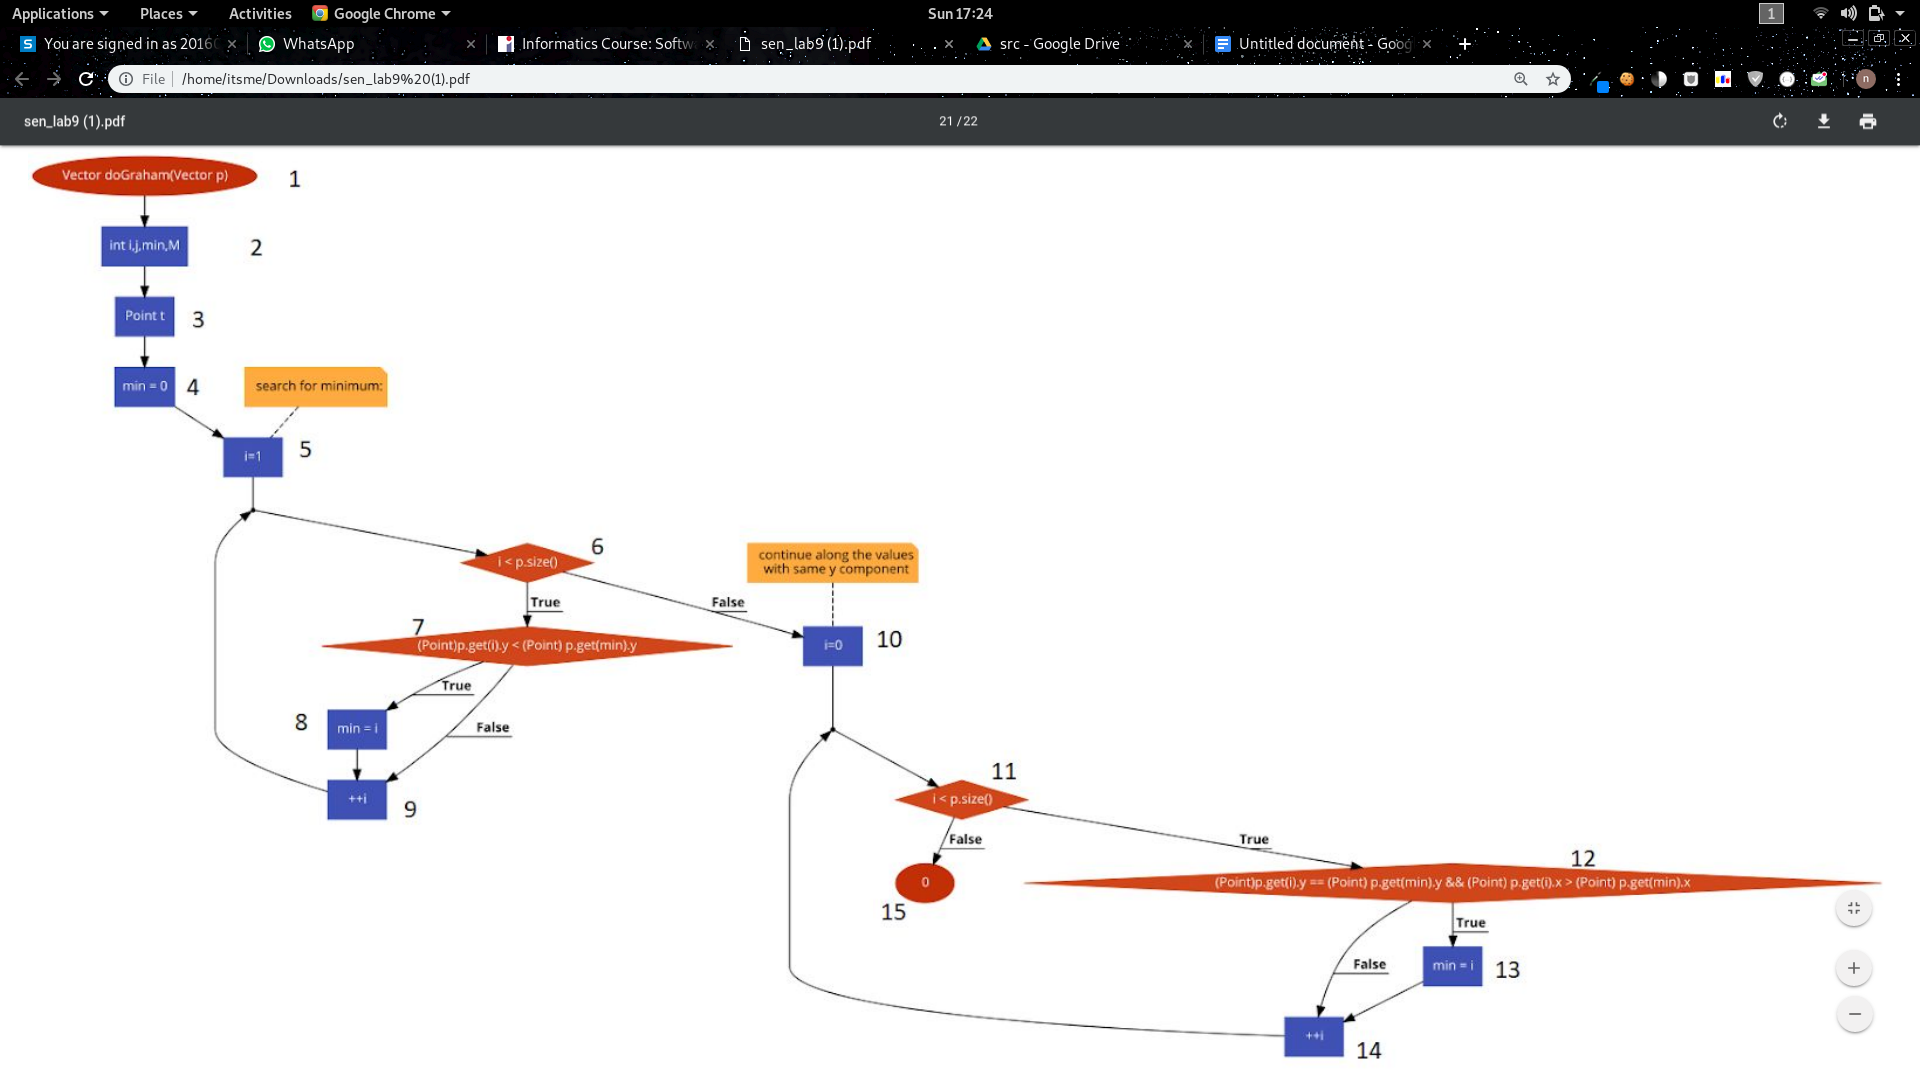 Applications Places Activities Google Chrome Sun 17:24 1
You are signed in as 2016 WhatsApp Informatics Course: Softw sen_lab9 (1).pdf src - Google Drive Untitled document - Goog
File /home/itsme/Downloads/sen_lab9%20(1).pdf n
sen_lab9 (1).pdf 21 / 22
Vector doGraham(Vector p) 1
int i,j,min,M 2
Point t 3
min = 0 4
search for minimum:
i=1 5
i < p.size() 6
True
False
continue along the values
with same y component
(Point)p.get(i).y < (Point) p.get(min).y 7
True
False
i=0 10
8 min = i
++i 9
i < p.size() 11
False
True
0
15
12
(Point)p.get(i).y == (Point) p.get(min).y && (Point) p.get(i).x > (Point) p.get(min).x
True
False
min = i 13
++i 14